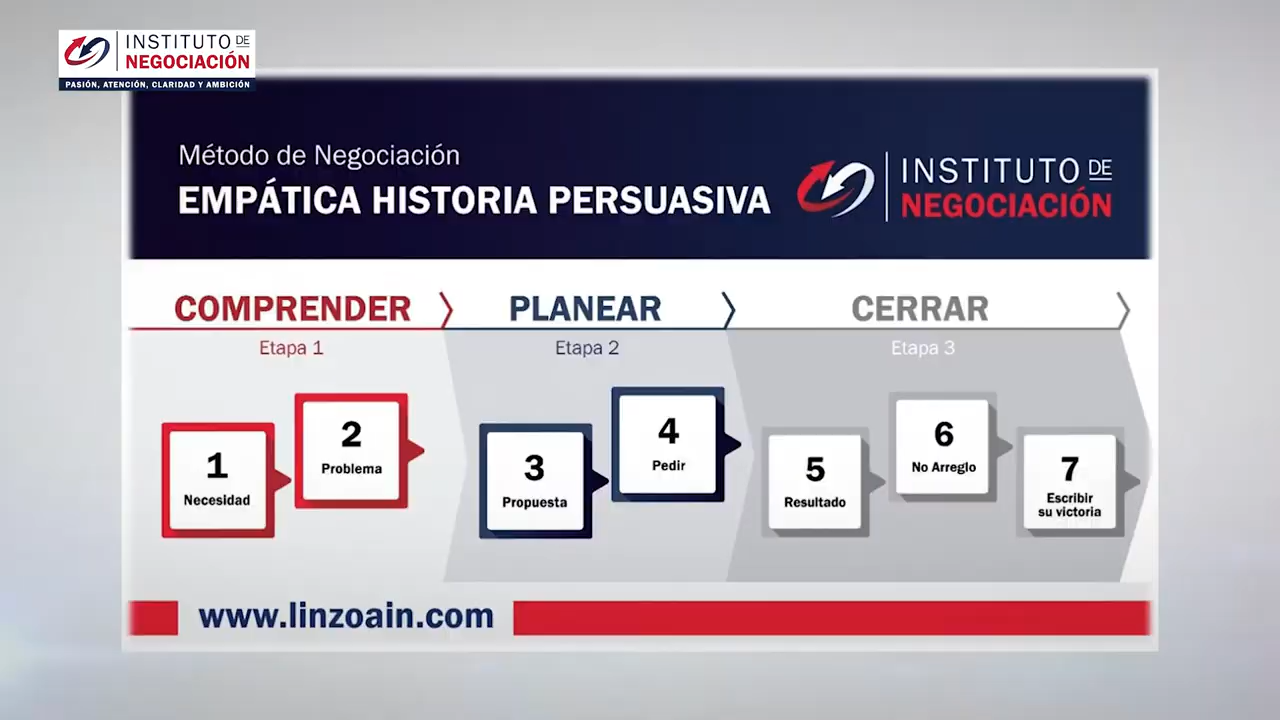 INSTITUTO DE
NEGOCIACIÓN
PASIÓN, ATENCIÓN, CLARIDAD Y AMBICIÓN
Método de Negociación
EMPÁTICA HISTORIA PERSUASIVA
INSTITUTO DE
NEGOCIACIÓN
COMPRENDER
Etapa 1
PLANEAR
Etapa 2
CERRAR
Etapa 3
1
Necesidad
2
Problema
3
Propuesta
4
Pedir
5
Resultado
6
No Arreglo
7
Escribir
su victoria
www.linzoain.com